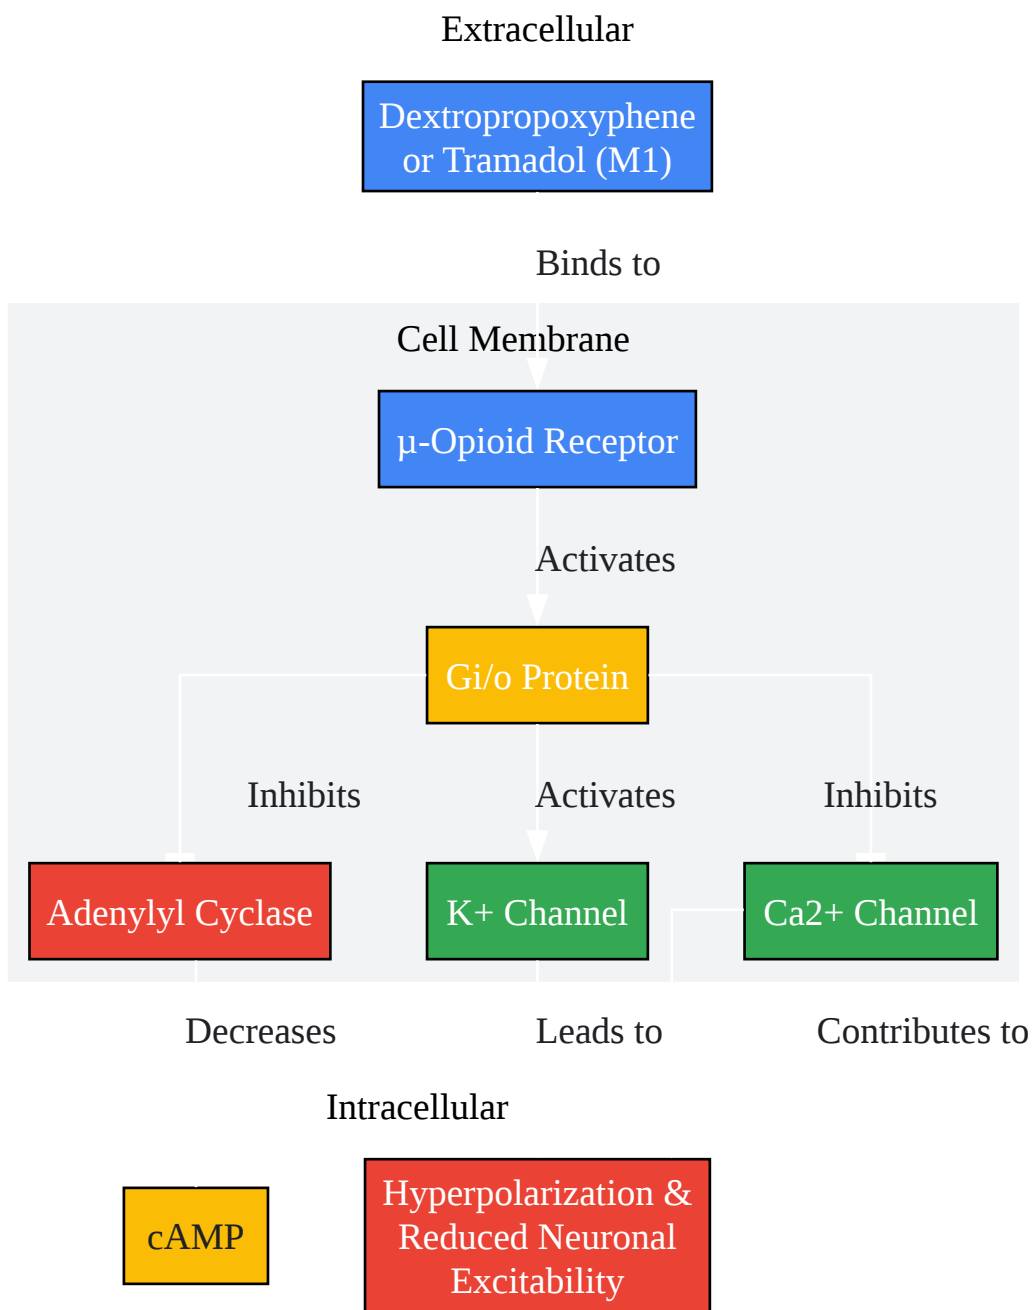 Extracellular
Dextropropoxyphene
or Tramadol (M1)
Binds to
Cell Membrane
µ-Opioid Receptor
Activates
Gi/o Protein
Inhibits
Activates
Inhibits
Adenylyl Cyclase
K+ Channel
Ca2+ Channel
Decreases
Leads to
Contributes to
Intracellular
cAMP
Hyperpolarization &
Reduced Neuronal
Excitability